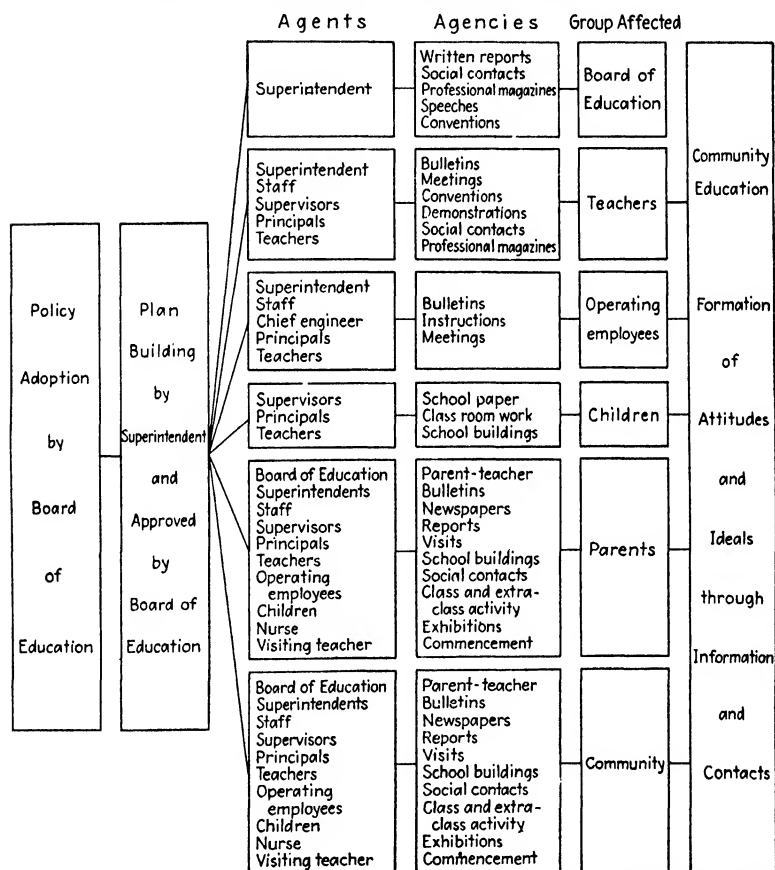 Agents
Agencies
Group Affected
Policy
Adoption
by
Board
of
Education
Plan
Building
by
Superintendent
and
Approved
by
Board of
Education
Superintendent
Written reports
Social contacts
Professional magazines
Speeches
Conventions
Board of
Education
Superintendent
Staff
Supervisors
Principals
Teachers
Bulletins
Meetings
Conventions
Demonstrations
Social contacts
Professional magazines
Teachers
Superintendent
Staff
Chief engineer
Principals
Teachers
Bulletins
Instructions
Meetings
Operating
employees
Supervisors
Principals
Teachers
School paper
Class room work
School buildings
Children
Board of Education
Superintendents
Staff
Supervisors
Principals
Teachers
Operating
employees
Children
Nurse
Visiting teacher
Parent-teacher
Bulletins
Newspapers
Reports
Visits
School buildings
Social contacts
Class and extra-
class activity
Exhibitions
Commencement
Parents
Board of Education
Superintendents
Staff
Supervisors
Principals
Teachers
Operating
employees
Children
Nurse
Visiting teacher
Parent-teacher
Bulletins
Newspapers
Reports
Visits
School buildings
Social contacts
Class and extra-
class activity
Exhibitions
Commencement
Community
Community
Education
Formation
of
Attitudes
and
Ideals
through
Information
and
Contacts